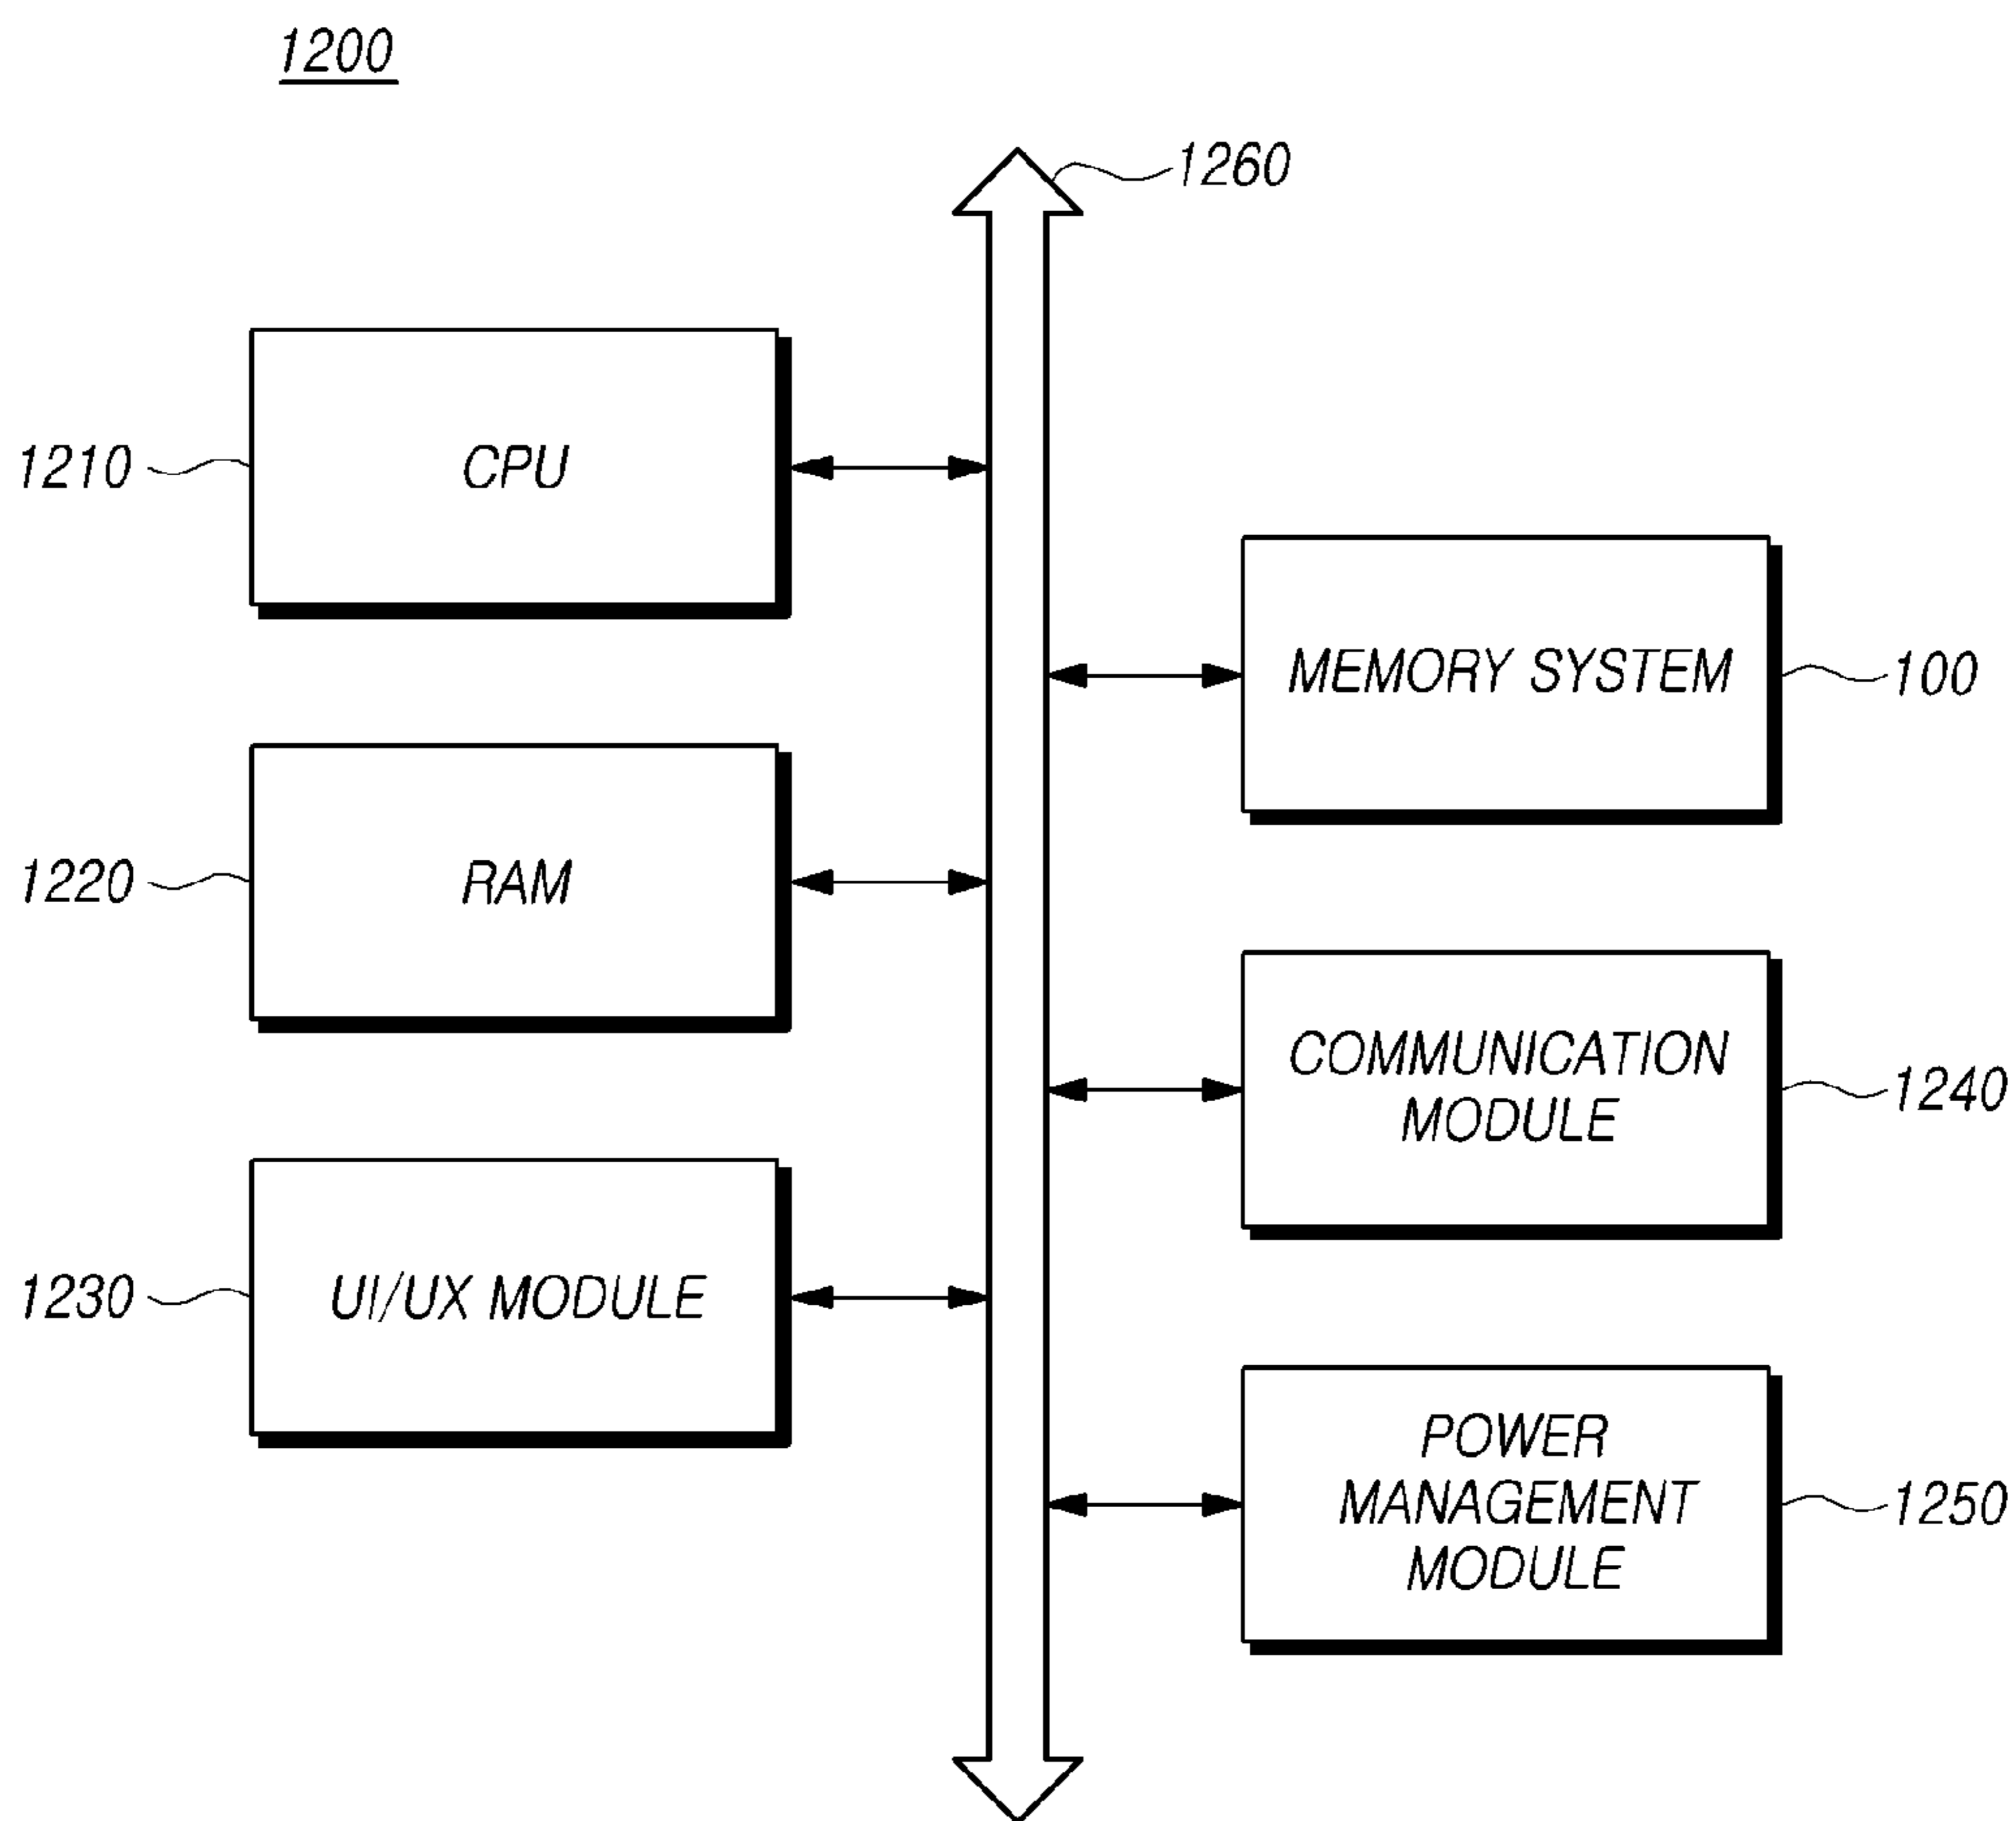 1200
1260
1210
CPU
MEMORY SYSTEM
100
1220
RAM
COMMUNICATION
MODULE
1240
1230
UI/UX MODULE
POWER
MANAGEMENT
MODULE
1250